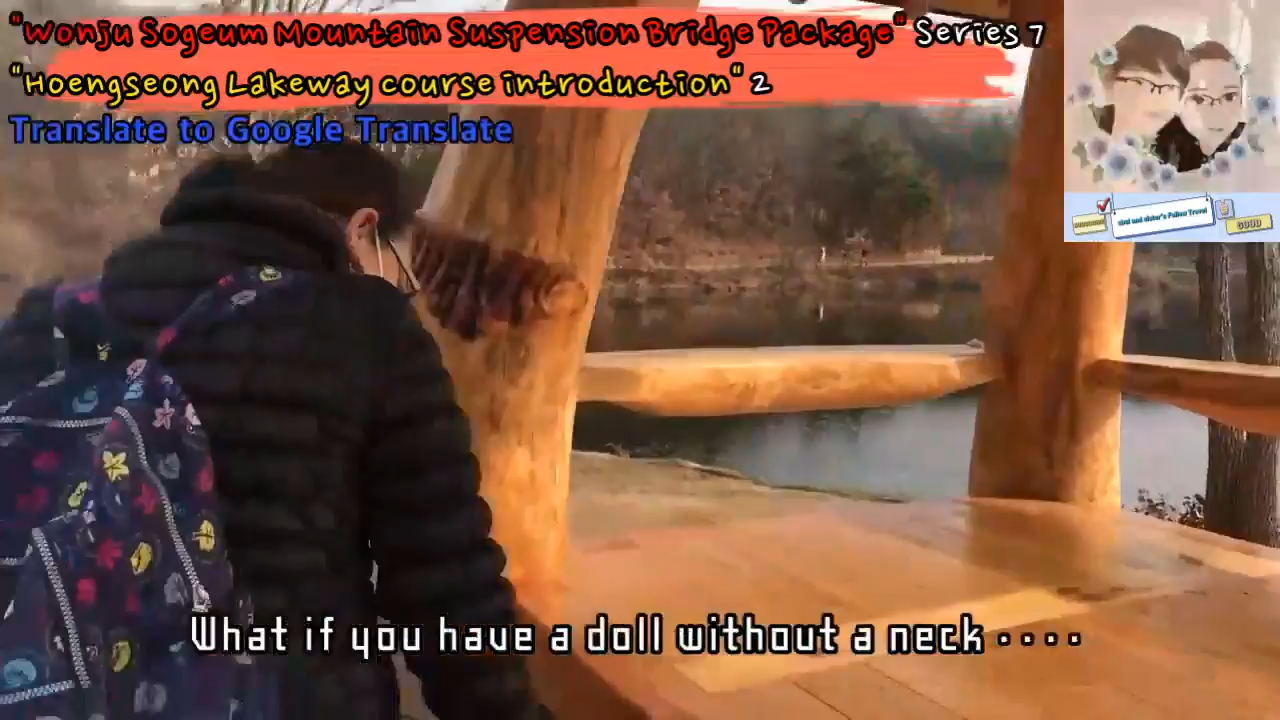 "Wonju Sogeum Mountain Suspension Bridge Package" Series 7
"Hoengseong Lakeway course introduction" 2
Translate to Google Translate
GOOD
What if you have a doll without a neck ····